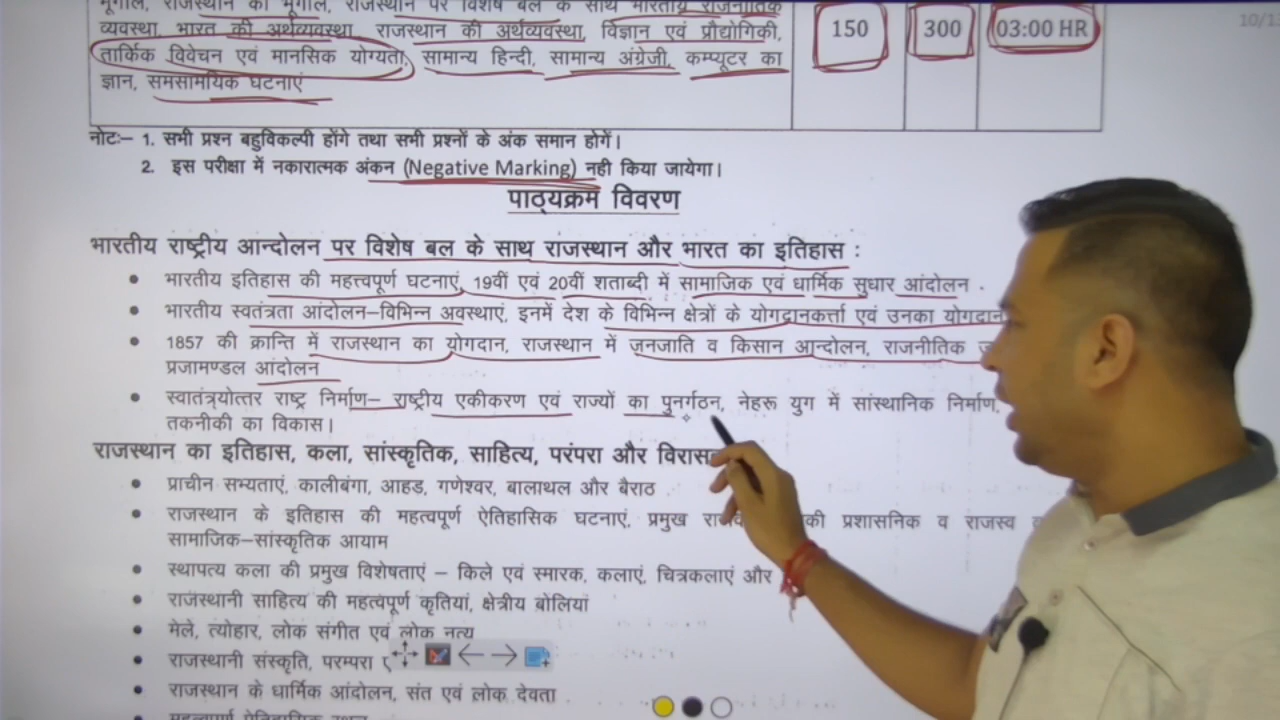 भूगोल, राजस्थान का भूगोल, राजस्थान पर विशेष बल के साथ भारतीय राजनीतिक
व्यवस्था, भारत की अर्थव्यवस्था, राजस्थान की अर्थव्यवस्था, विज्ञान एवं प्रौद्योगिकी,
तार्किक विवेचन एवं मानसिक योग्यता, सामान्य हिन्दी, सामान्य अंग्रेजी, कम्प्यूटर का
ज्ञान, समसामयिक घटनाएं
150
300
03:00 HR
नोटः– 1. सभी प्रश्न बहुविकल्पी होंगे तथा सभी प्रश्नों के अंक समान होगें।
2. इस परीक्षा में नकारात्मक अंकन (Negative Marking) नही किया जायेगा।
पाठ्यक्रम विवरण
भारतीय राष्ट्रीय आन्दोलन पर विशेष बल के साथ राजस्थान और भारत का इतिहास :
• भारतीय इतिहास की महत्त्वपूर्ण घटनाएं, 19वीं एवं 20वीं शताब्दी में सामाजिक एवं धार्मिक सुधार आंदोलन .
• भारतीय स्वतंत्रता आंदोलन–विभिन्न अवस्थाएं, इनमें देश के विभिन्न क्षेत्रों के योगदानकर्त्ता एवं उनका योगदान
• 1857 की क्रान्ति में राजस्थान का योगदान, राजस्थान में जनजाति व किसान आन्दोलन, राजनीतिक
प्रजामण्डल आंदोलन
• स्वातंत्र्योत्तर राष्ट्र निर्माण– राष्ट्रीय एकीकरण एवं राज्यों का पुनर्गठन, नेहरू युग में सांस्थानिक निर्माण,
तकनीकी का विकास।
राजस्थान का इतिहास, कला, सांस्कृतिक, साहित्य, परंपरा और
• प्राचीन सभ्यताएं, कालीबंगा, आहड़, गणेश्वर, बालाथल और बैराठ
• राजस्थान के इतिहास की महत्वपूर्ण ऐतिहासिक घटनाएं, प्रमुख की प्रशासनिक व राजस्व
सामाजिक–सांस्कृतिक आयाम
• स्थापत्य कला की प्रमुख विशेषताएं – किले एवं स्मारक, कलाएं, चित्रकलाएं और
• राजस्थानी साहित्य की महत्वपूर्ण कृतियां, क्षेत्रीय बोलियां
• मेले, त्योहार, लोक संगीत एवं लोक नृत्य
• राजस्थानी संस्कृति, परम्परा
• राजस्थान के धार्मिक आंदोलन, संत एवं लोक देवता